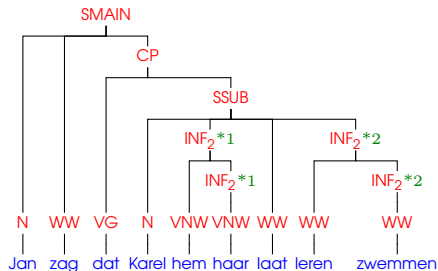 SMAIN
CP
SSUB
INF₂*1 INF₂*2
INF₂*1 INF₂*2
N WW VG N VNW VNW WW WW WW
Jan zag dat Karel hem haar laat leren zwemmen